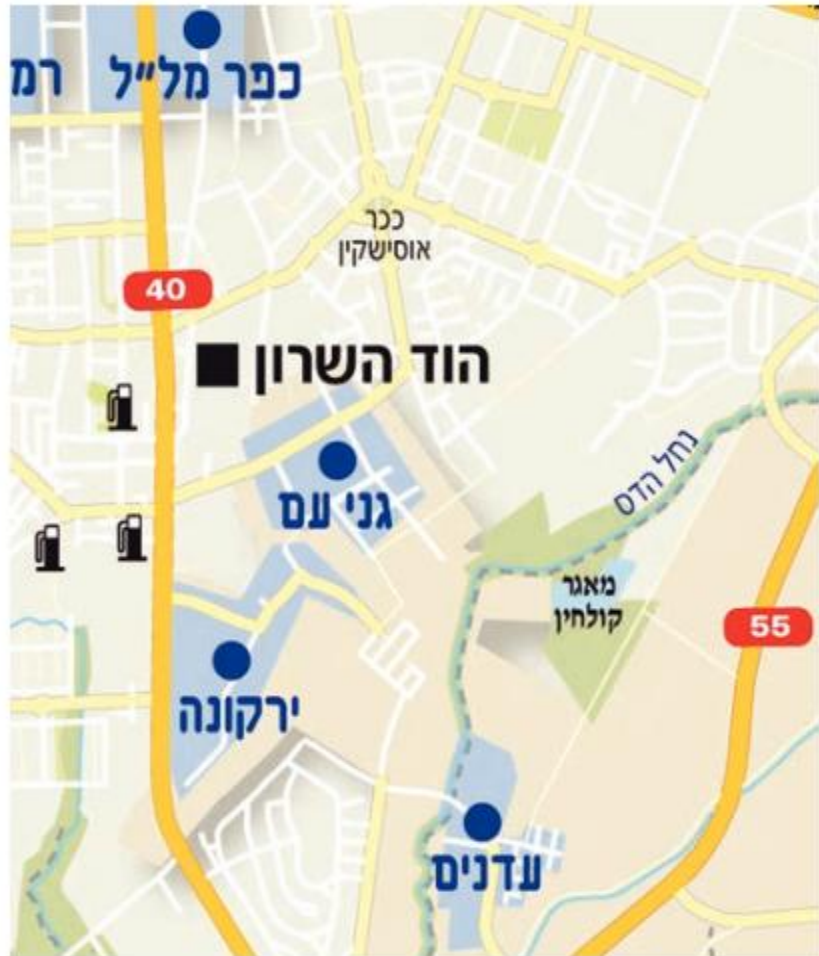 כפר מל״ל
רמ
ככר
אוסישקין
40
הוד השרון
גני עם
נחל הדס
מאגר
קולחין
55
ירקונה
עדנים